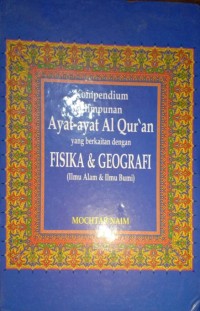 Kompendium
Himpunan
Ayat-ayat Al Qur'an
yang berkaitan dengan
FISIKA & GEOGRAFI
(Ilmu Alam & Ilmu Bumi)
MOCHTAR NAIM